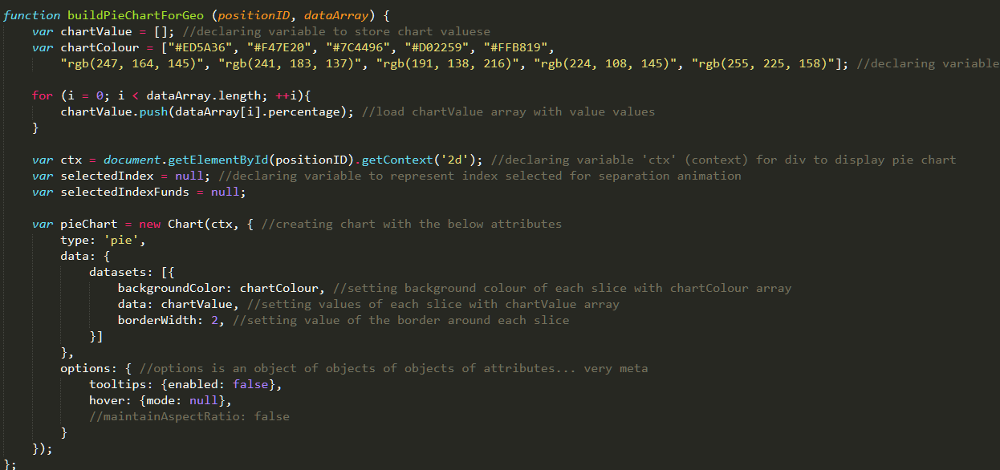 function buildPieChartForGeo (positionID, dataArray) {
    var chartValue = []; //declaring variable to store chart valuese
    var chartColour = ["#ED5A36", "#F47E20", "#7C4496", "#D02259", "#FFB819",
        "rgb(247, 164, 145)", "rgb(241, 183, 137)", "rgb(191, 138, 216)", "rgb(224, 108, 145)", "rgb(255, 225, 158)"]; //declaring variable
    for (i = 0; i < dataArray.length; ++i){
        chartValue.push(dataArray[i].percentage); //load chartValue array with value values
    }
    var ctx = document.getElementById(positionID).getContext('2d'); //declaring variable 'ctx' (context) for div to display pie chart
    var selectedIndex = null; //declaring variable to represent index selected for separation animation
    var selectedIndexFunds = null;
    var pieChart = new Chart(ctx, { //creating chart with the below attributes
        type: 'pie',
        data: {
            datasets: [{
                backgroundColor: chartColour, //setting background colour of each slice with chartColour array
                data: chartValue, //setting values of each slice with chartValue array
                borderWidth: 2, //setting value of the border around each slice
            }]
        },
        options: { //options is an object of objects of objects of attributes... very meta
            tooltips: {enabled: false},
            hover: {mode: null},
            //maintainAspectRatio: false
        }
    });
};